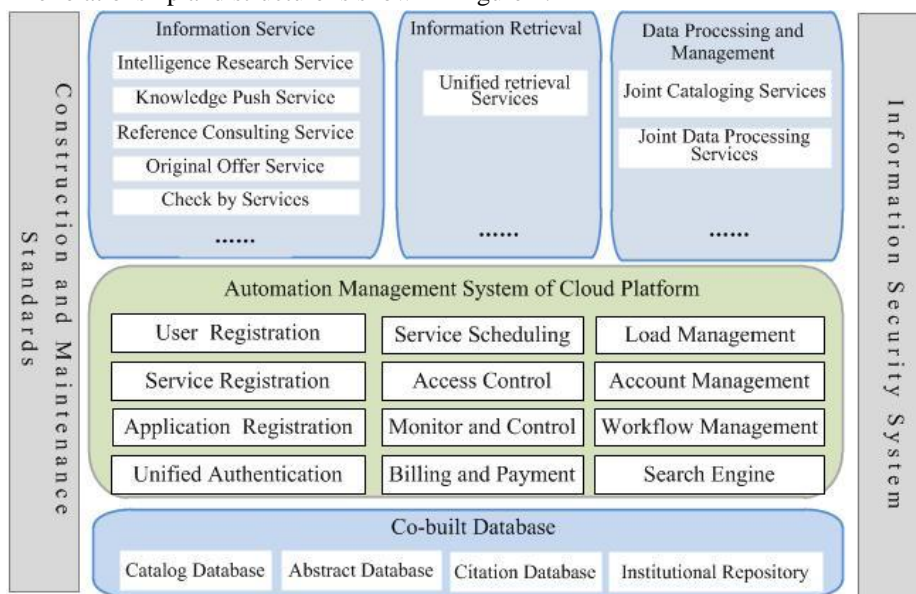 Information Service
Intelligence Research Service
Knowledge Push Service
Reference Consulting Service
Original Offer Service
Check by Services
......
Information Retrieval
Unified retrieval
Services
......
Data Processing and
Management
Joint Cataloging Services
Joint Data Processing
Services
......
Construction and Maintenance
Standards
Information Security System
Automation Management System of Cloud Platform
User Registration
Service Scheduling
Load Management
Service Registration
Access Control
Account Management
Application Registration
Monitor and Control
Workflow Management
Unified Authentication
Billing and Payment
Search Engine
Co-built Database
Catalog Database
Abstract Database
Citation Database
Institutional Repository